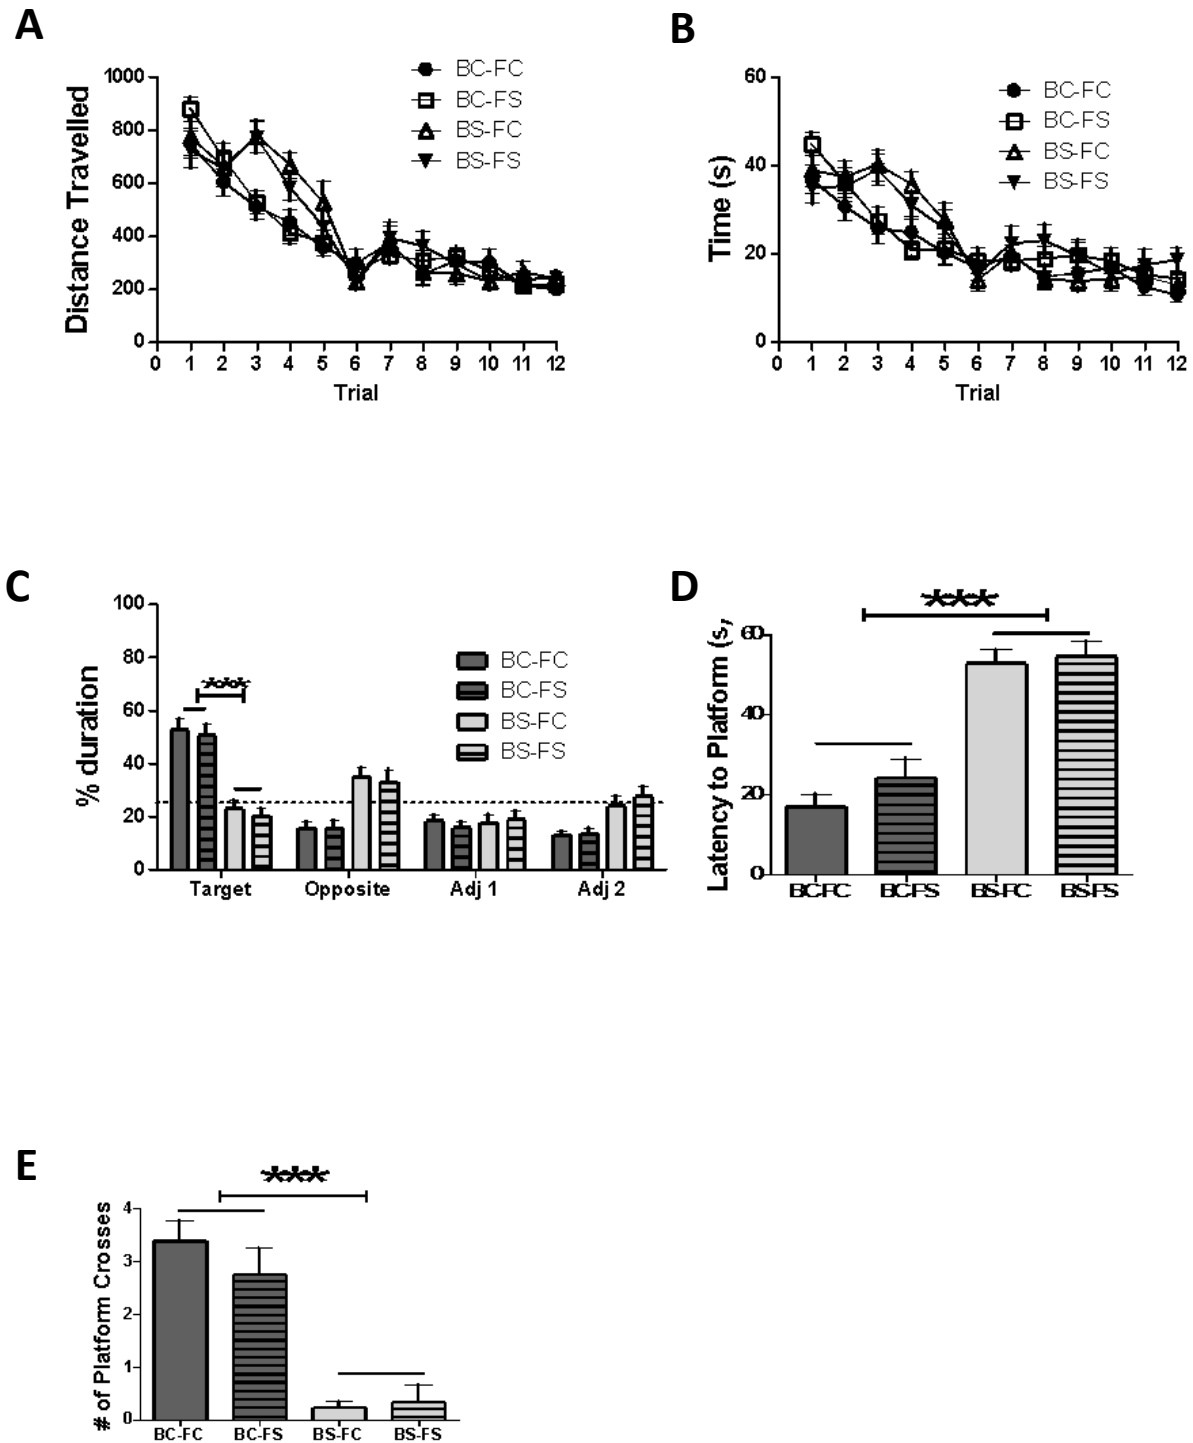 A
Distance Travelled
1000
800
600
400
200
0
0 1 2 3 4 5 6 7 8 9 10 11 12
Trial
BC-FC
BC-FS
BS-FC
BS-FS
B
Time (s)
60
40
20
0
0 1 2 3 4 5 6 7 8 9 10 11 12
Trial
BC-FC
BC-FS
BS-FC
BS-FS
C
% duration
100
80
60
40
20
0
***
BC-FC
BC-FS
BS-FC
BS-FS
Target Opposite Adj 1 Adj 2
D
Latency to Platform (s,
60
40
20
0
***
BC-FC BC-FS BS-FC BS-FS
E
# of Platform Crosses
4
3
2
1
0
***
BC-FC BC-FS BS-FC BS-FS